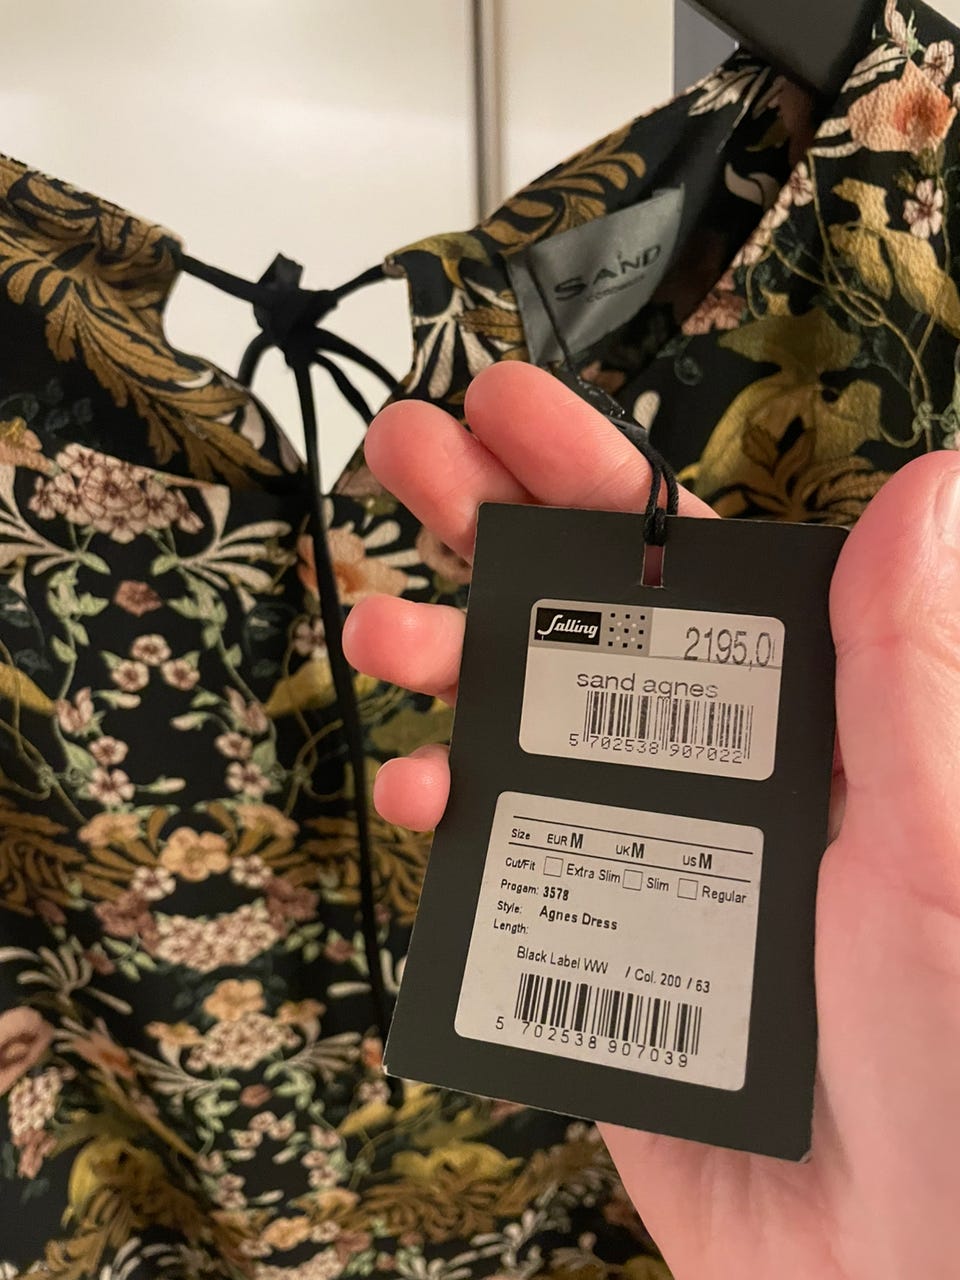 SAND
COPENHAGEN
Salling
2195,0
sand agnes
5 702538 907022
Size EUR M UK M US M
Cut/Fit Extra Slim Slim Regular
Progam: 3578
Style: Agnes Dress
Length:
Black Label WW / Col. 200 / 63
5 702538 907039